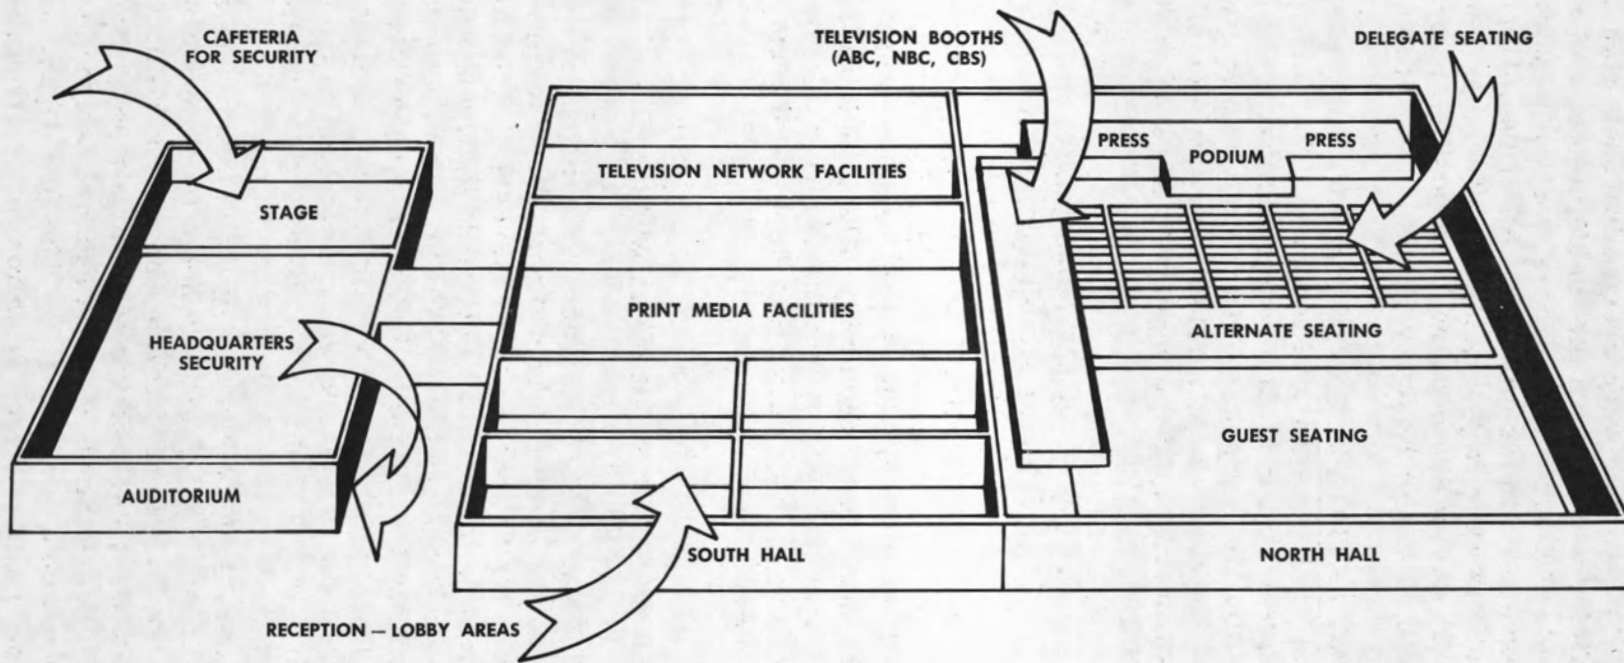 CAFETERIA
FOR SECURITY
TELEVISION BOOTHS
(ABC, NBC, CBS)
DELEGATE SEATING
PRESS
PODIUM
PRESS
TELEVISION NETWORK FACILITIES
STAGE
PRINT MEDIA FACILITIES
ALTERNATE SEATING
HEADQUARTERS
SECURITY
GUEST SEATING
AUDITORIUM
SOUTH HALL
NORTH HALL
RECEPTION — LOBBY AREAS